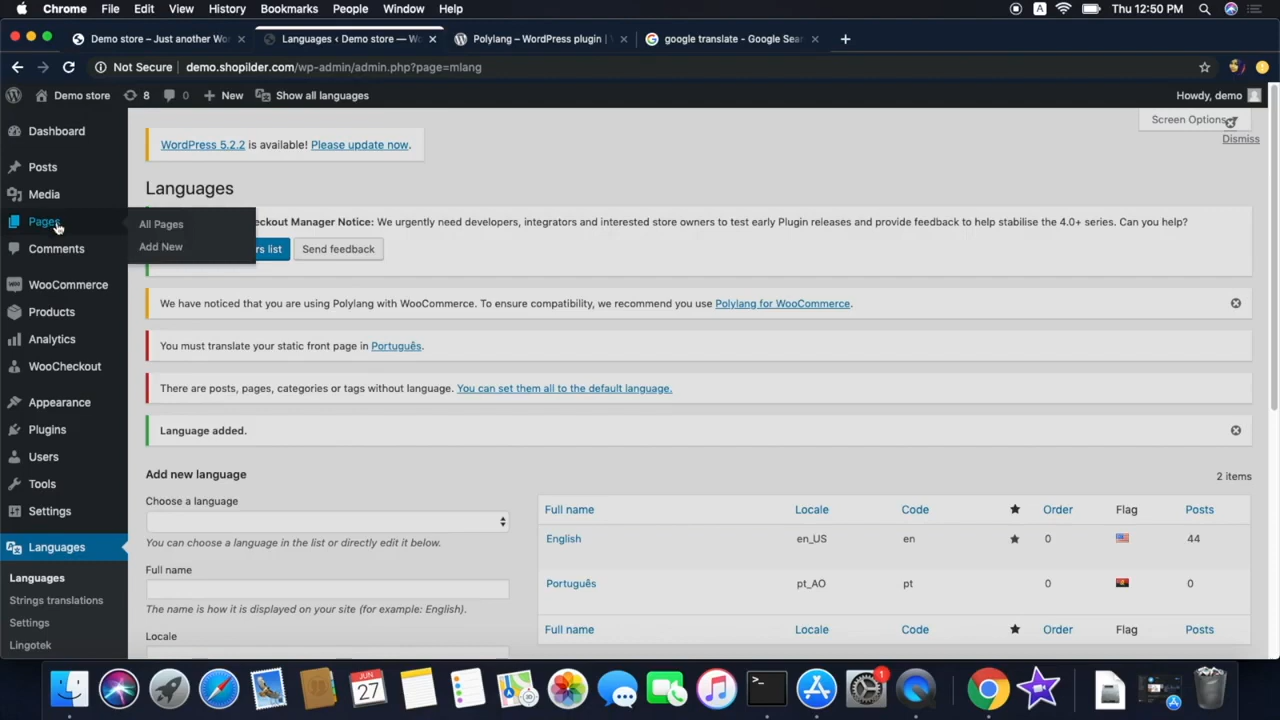 Chrome File Edit View History Bookmarks People Window Help A Thu 12:50 PM
Demo store – Just another Wo Languages ‹ Demo store — Wo Polylang – WordPress plugin | google translate - Google Sear
Not Secure demo.shopilder.com/wp-admin/admin.php?page=mlang
Demo store 8 0 New Show all languages Howdy, demo
Screen Options
Dismiss
Dashboard
Posts
Media
Pages
All Pages
Add New
Comments
WooCommerce
Products
Analytics
WooCheckout
Appearance
Plugins
Users
Tools
Settings
Languages
Languages
Strings translations
Settings
Lingotek
WordPress 5.2.2 is available! Please update now.
Languages
eckout Manager Notice: We urgently need developers, integrators and interested store owners to test early Plugin releases and provide feedback to help stabilise the 4.0+ series. Can you help?
rs list Send feedback
We have noticed that you are using Polylang with WooCommerce. To ensure compatibility, we recommend you use Polylang for WooCommerce.
You must translate your static front page in Português.
There are posts, pages, categories or tags without language. You can set them all to the default language.
Language added.
Add new language
Choose a language
You can choose a language in the list or directly edit it below.
Full name
The name is how it is displayed on your site (for example: English).
Locale
2 items
Full name Locale Code Order Flag Posts
English en_US en 0 44
Português pt_AO pt 0 0
Full name Locale Code Order Flag Posts
JUN
27
1